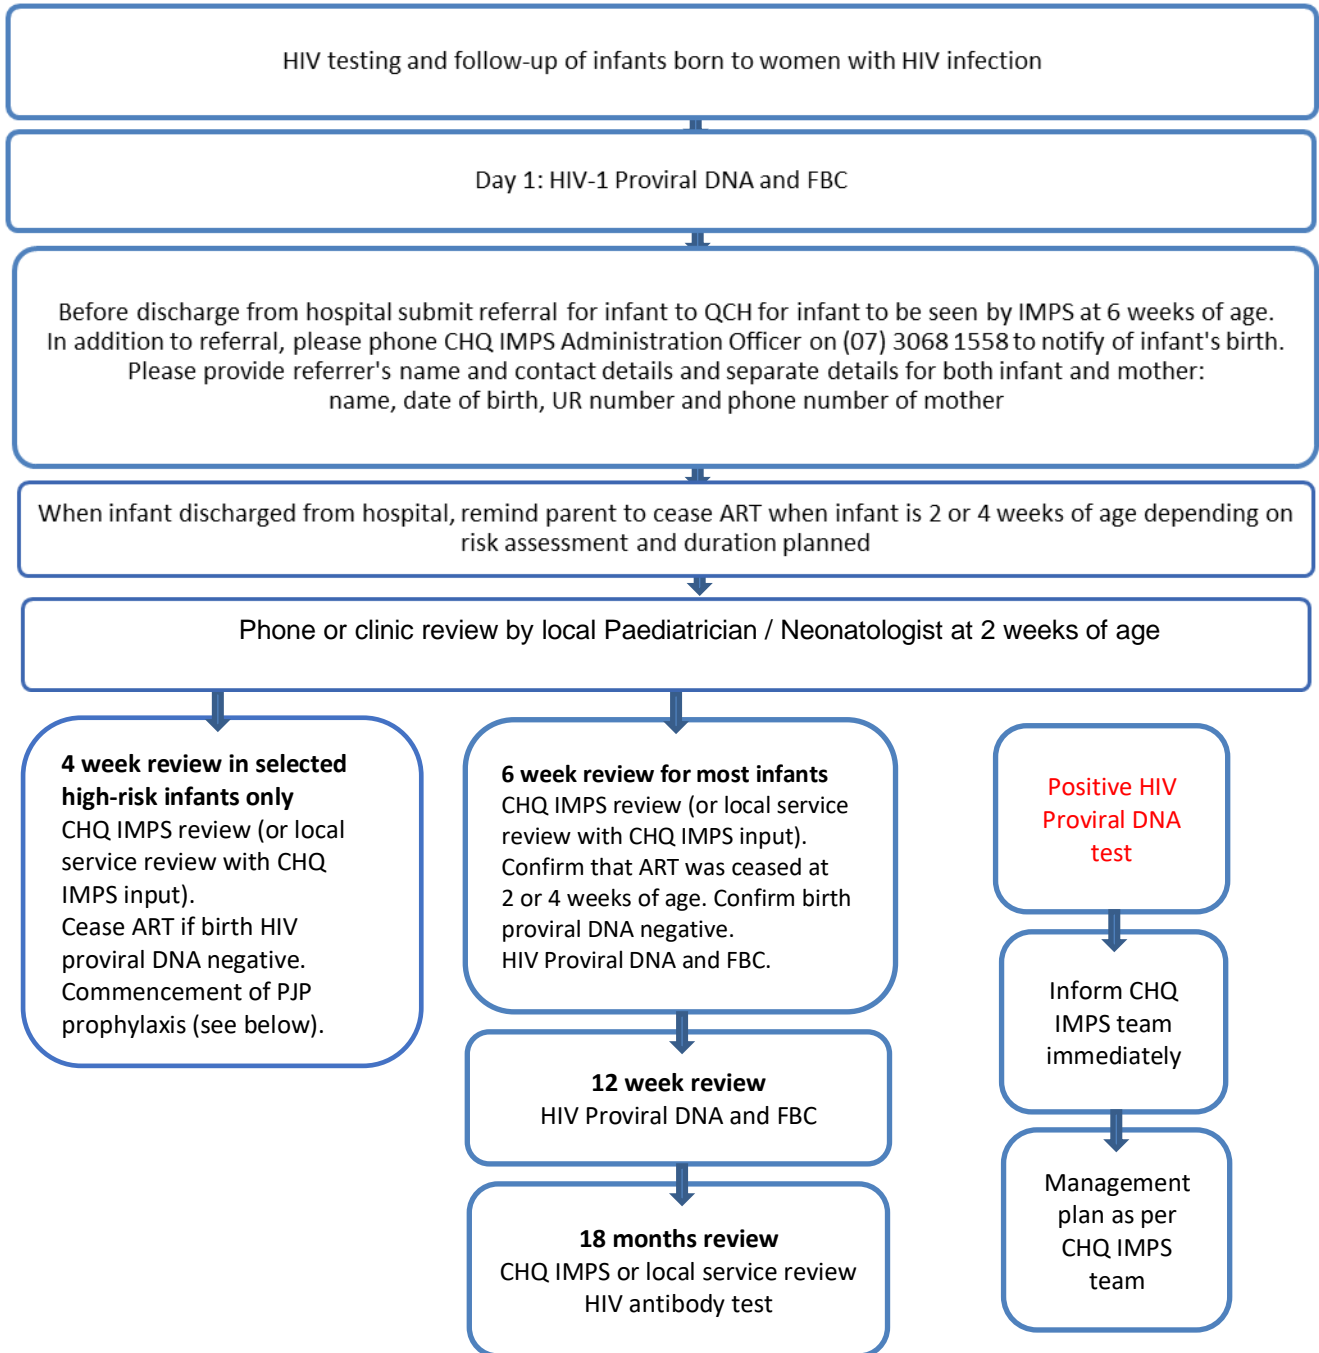 HIV testing and follow-up of infants born to women with HIV infection
Day 1: HIV-1 Proviral DNA and FBC
Before discharge from hospital submit referral for infant to QCH for infant to be seen by IMPS at 6 weeks of age.
In addition to referral, please phone CHQ IMPS Administration Officer on (07) 3068 1558 to notify of infant's birth.
Please provide referrer's name and contact details and separate details for both infant and mother:
name, date of birth, UR number and phone number of mother
When infant discharged from hospital, remind parent to cease ART when infant is 2 or 4 weeks of age depending on
risk assessment and duration planned
Phone or clinic review by local Paediatrician / Neonatologist at 2 weeks of age
4 week review in selected
high-risk infants only
CHQ IMPS review (or local
service review with CHQ
IMPS input).
Cease ART if birth HIV
proviral DNA negative.
Commencement of PJP
prophylaxis (see below).
6 week review for most infants
CHQ IMPS review (or local service
review with CHQ IMPS input).
Confirm that ART was ceased at
2 or 4 weeks of age. Confirm birth
proviral DNA negative.
HIV Proviral DNA and FBC.
12 week review
HIV Proviral DNA and FBC
18 months review
CHQ IMPS or local service review
HIV antibody test
Positive HIV
Proviral DNA
test
Inform CHQ
IMPS team
immediately
Management
plan as per
CHQ IMPS
team